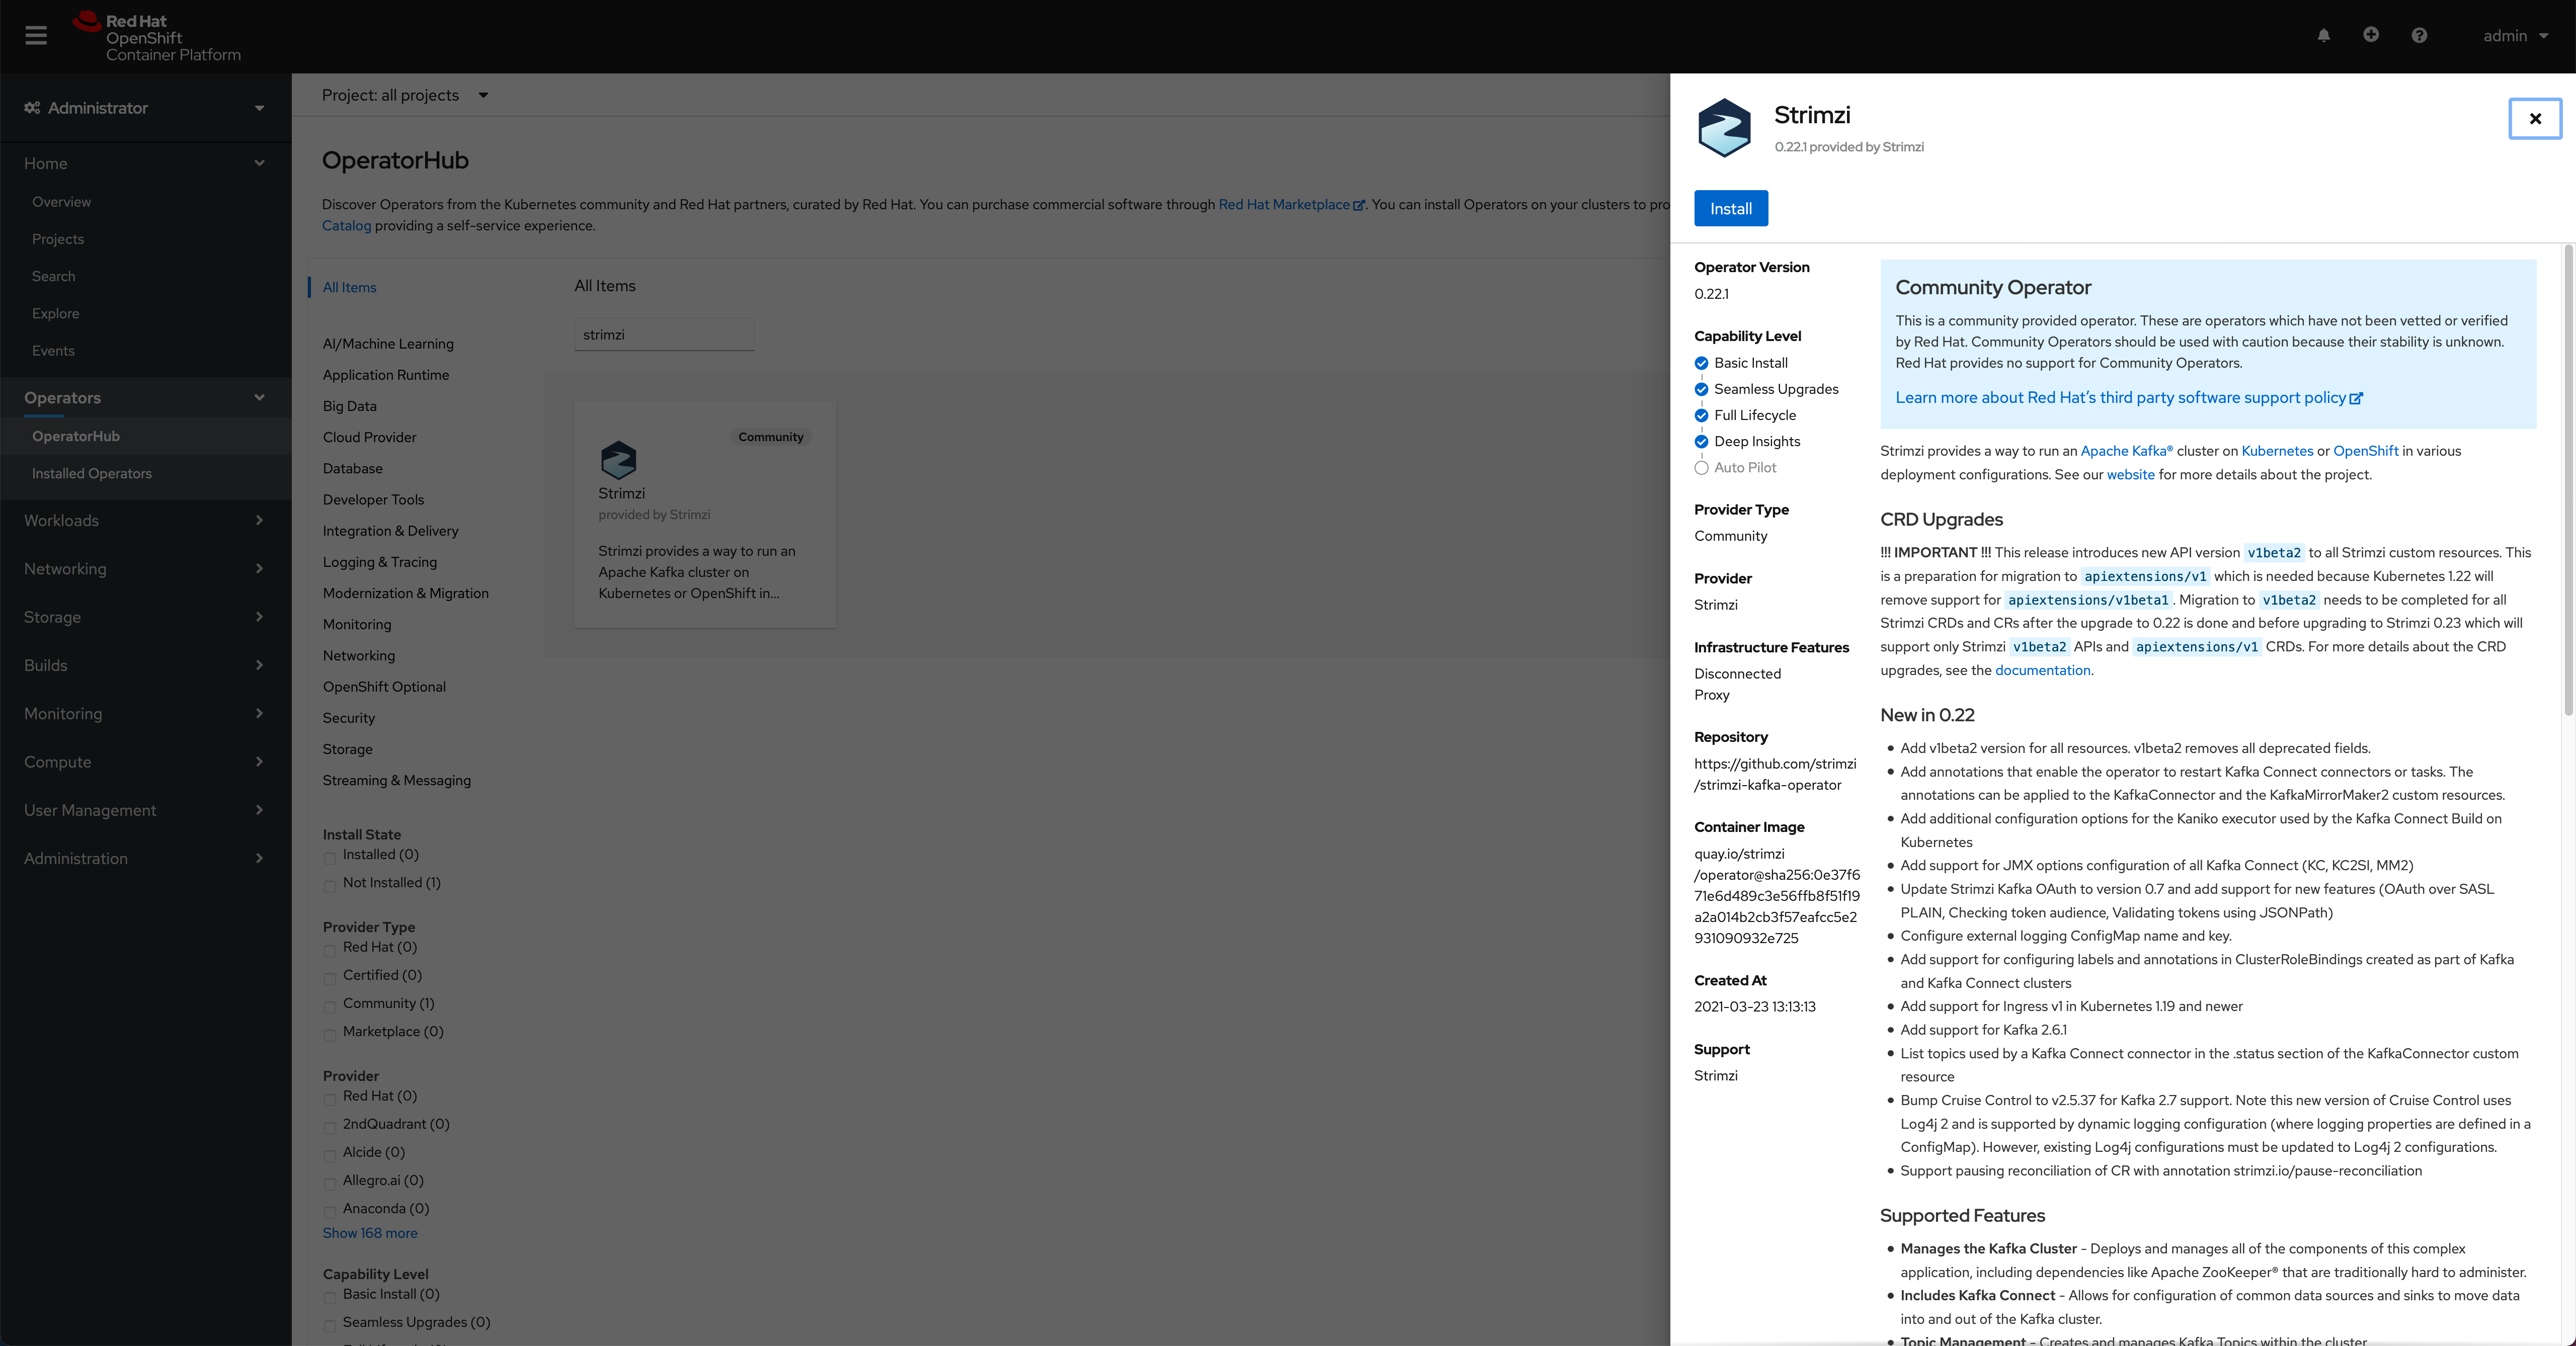 Red Hat
OpenShift
Container Platform
admin
Administrator
Home
Overview
Projects
Search
Explore
Events
Operators
OperatorHub
Installed Operators
Workloads
Networking
Storage
Builds
Monitoring
Compute
User Management
Administration
Project: all projects
OperatorHub
Discover Operators from the Kubernetes community and Red Hat partners, curated by Red Hat. You can purchase commercial software through Red Hat Marketplace. You can install Operators on your clusters to pro
Catalog providing a self-service experience.
All Items
AI/Machine Learning
Application Runtime
Big Data
Cloud Provider
Database
Developer Tools
Integration & Delivery
Logging & Tracing
Modernization & Migration
Monitoring
Networking
OpenShift Optional
Security
Storage
Streaming & Messaging
Install State
Installed (0)
Not Installed (1)
Provider Type
Red Hat (0)
Certified (0)
Community (1)
Marketplace (0)
Provider
Red Hat (0)
2ndQuadrant (0)
Alcide (0)
Allegro.ai (0)
Anaconda (0)
Show 168 more
Capability Level
Basic Install (0)
Seamless Upgrades (0)
All Items
strimzi
Community
Strimzi
provided by Strimzi
Strimzi provides a way to run an
Apache Kafka cluster on
Kubernetes or OpenShift in...
Strimzi
0.22.1 provided by Strimzi
Install
Operator Version
0.22.1
Capability Level
Basic Install
Seamless Upgrades
Full Lifecycle
Deep Insights
Auto Pilot
Provider Type
Community
Provider
Strimzi
Infrastructure Features
Disconnected
Proxy
Repository
https://github.com/strimzi
/strimzi-kafka-operator
Container Image
quay.io/strimzi
/operator@sha256:0e37f6
71e6d489c3e56ffb8f51f19
a2a014b2cb3f57eafcc5e2
931090932e725
Created At
2021-03-23 13:13:13
Support
Strimzi
Community Operator
This is a community provided operator. These are operators which have not been vetted or verified
by Red Hat. Community Operators should be used with caution because their stability is unknown.
Red Hat provides no support for Community Operators.
Learn more about Red Hat's third party software support policy
Strimzi provides a way to run an Apache Kafka® cluster on Kubernetes or OpenShift in various
deployment configurations. See our website for more details about the project.
CRD Upgrades
!!! IMPORTANT !!! This release introduces new API version v1beta2 to all Strimzi custom resources. This
is a preparation for migration to apiextensions/v1 which is needed because Kubernetes 1.22 will
remove support for apiextensions/v1beta1. Migration to v1beta2 needs to be completed for all
Strimzi CRDs and CRs after the upgrade to 0.22 is done and before upgrading to Strimzi 0.23 which will
support only Strimzi v1beta2 APIs and apiextensions/v1 CRDs. For more details about the CRD
upgrades, see the documentation.
New in 0.22
• Add v1beta2 version for all resources. v1beta2 removes all deprecated fields.
• Add annotations that enable the operator to restart Kafka Connect connectors or tasks. The
annotations can be applied to the KafkaConnector and the KafkaMirrorMaker2 custom resources.
• Add additional configuration options for the Kaniko executor used by the Kafka Connect Build on
Kubernetes
• Add support for JMX options configuration of all Kafka Connect (KC, KC2SI, MM2)
• Update Strimzi Kafka OAuth to version 0.7 and add support for new features (OAuth over SASL
PLAIN, Checking token audience, Validating tokens using JSONPath)
• Configure external logging ConfigMap name and key.
• Add support for configuring labels and annotations in ClusterRoleBindings created as part of Kafka
and Kafka Connect clusters
• Add support for Ingress v1 in Kubernetes 1.19 and newer
• Add support for Kafka 2.6.1
• List topics used by a Kafka Connect connector in the .status section of the KafkaConnector custom
resource
• Bump Cruise Control to v2.5.37 for Kafka 2.7 support. Note this new version of Cruise Control uses
Log4j 2 and is supported by dynamic logging configuration (where logging properties are defined in a
ConfigMap). However, existing Log4j configurations must be updated to Log4j 2 configurations.
• Support pausing reconciliation of CR with annotation strimzi.io/pause-reconciliation
Supported Features
• Manages the Kafka Cluster - Deploys and manages all of the components of this complex
application, including dependencies like Apache ZooKeeper® that are traditionally hard to administer.
• Includes Kafka Connect - Allows for configuration of common data sources and sinks to move data
into and out of the Kafka cluster.
• Topic Management - Creates and manages Kafka Topics within the cluster.